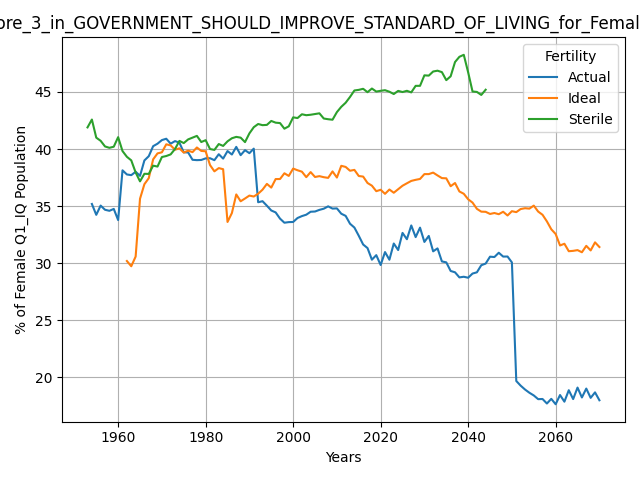 ore_3_in_GOVERNMENT_SHOULD_IMPROVE_STANDARD_OF_LIVING_for_Femal
Fertility
Actual
Ideal
Sterile
% of Female Q1_IQ Population
45
40
35
30
25
20
1960 1980 2000 2020 2040 2060
Years